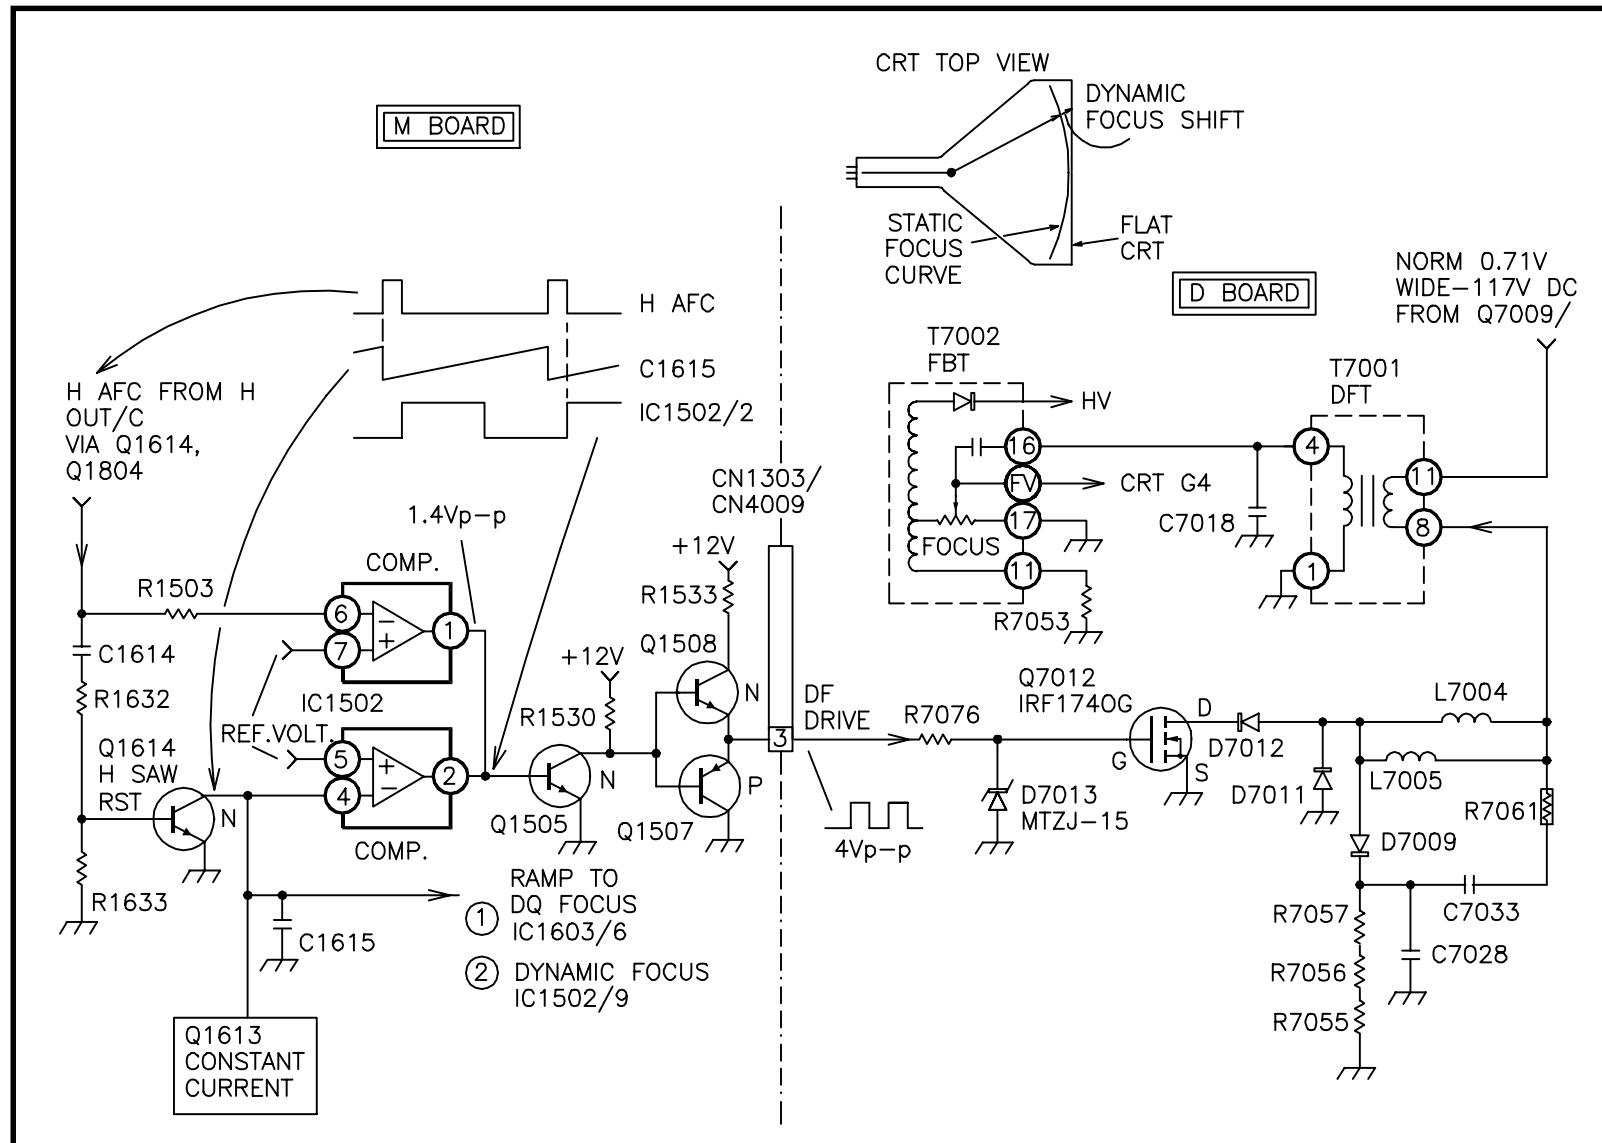 CRT TOP VIEW
DYNAMIC
FOCUS SHIFT
M BOARD
STATIC
FOCUS
CURVE
FLAT
CRT
D BOARD
NORM 0.71V
WIDE-117V DC
FROM Q7009/
H AFC
C1615
IC1502/2
H AFC FROM H
OUT/C
VIA Q1614,
Q1804
T7002
FBT
HV
16
FV
CRT G4
17
FOCUS
11
R7053
C7018
T7001
DFT
4
11
8
1
CN1303/
CN4009
1.4Vp-p
COMP.
R1503
6
-
+
7
1
IC1502
C1614
R1632
REF.VOLT.
Q1614
H SAW
RST
N
5
+
-
4
2
COMP.
R1633
C1615
+12V
R1533
Q1508
N
+12V
R1530
N
Q1505
P
Q1507
3
DF
DRIVE
4Vp-p
R7076
Q7012
IRF1740G
D
G
S
D7013
MTZJ-15
D7012
D7011
L7004
L7005
R7061
D7009
C7033
R7057
C7028
R7056
R7055
1
RAMP TO
DQ FOCUS
IC1603/6
2
DYNAMIC FOCUS
IC1502/9
Q1613
CONSTANT
CURRENT